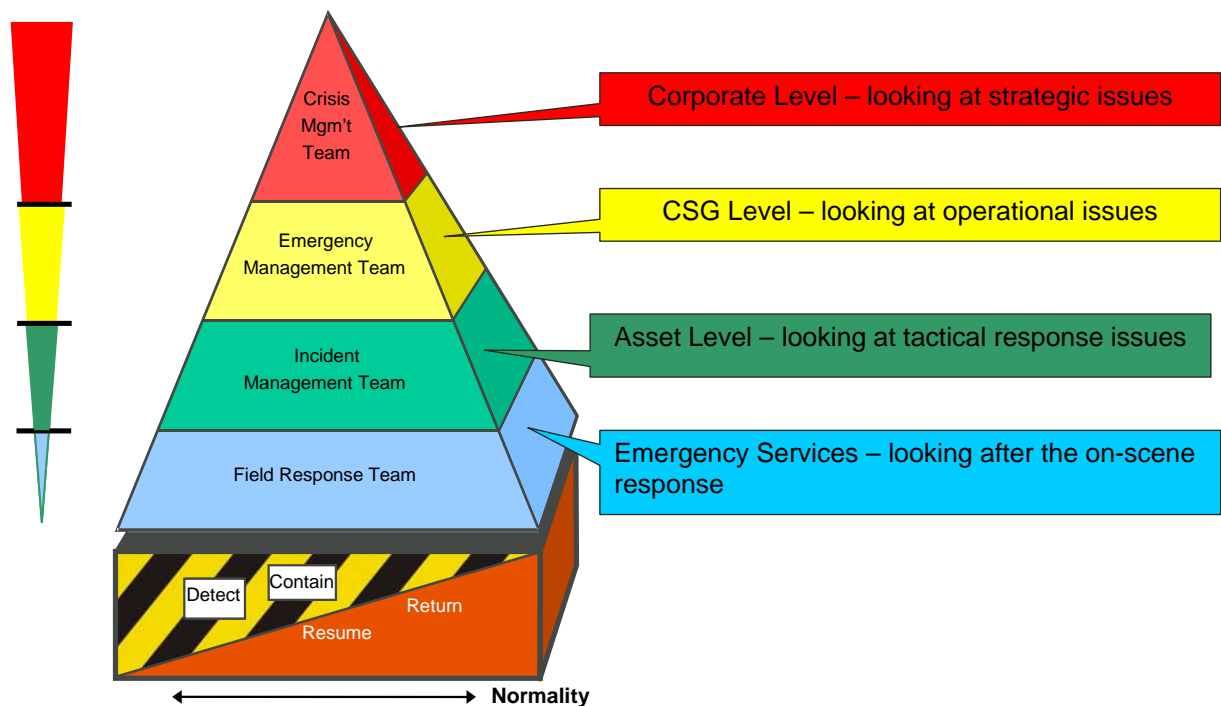 Crisis
Mgm't
Team
Corporate Level – looking at strategic issues
Emergency
Management Team
CSG Level – looking at operational issues
Incident
Management Team
Asset Level – looking at tactical response issues
Field Response Team
Emergency Services – looking after the on-scene
response
Detect
Contain
Resume
Return
Normality